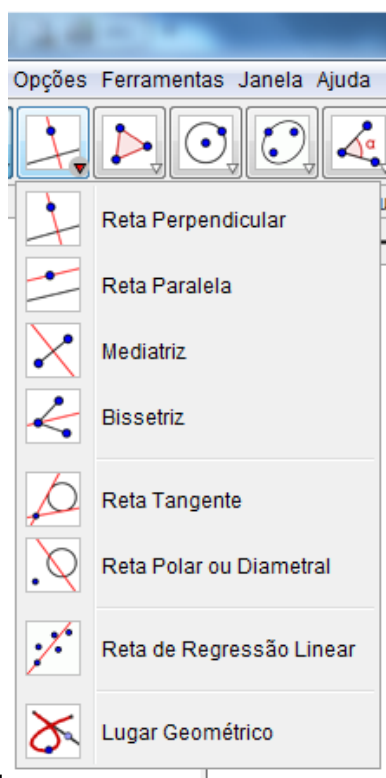 Opções Ferramentas Janela Ajuda
α
Reta Perpendicular
Reta Paralela
Mediatriz
Bissetriz
Reta Tangente
Reta Polar ou Diametral
Reta de Regressão Linear
Lugar Geométrico